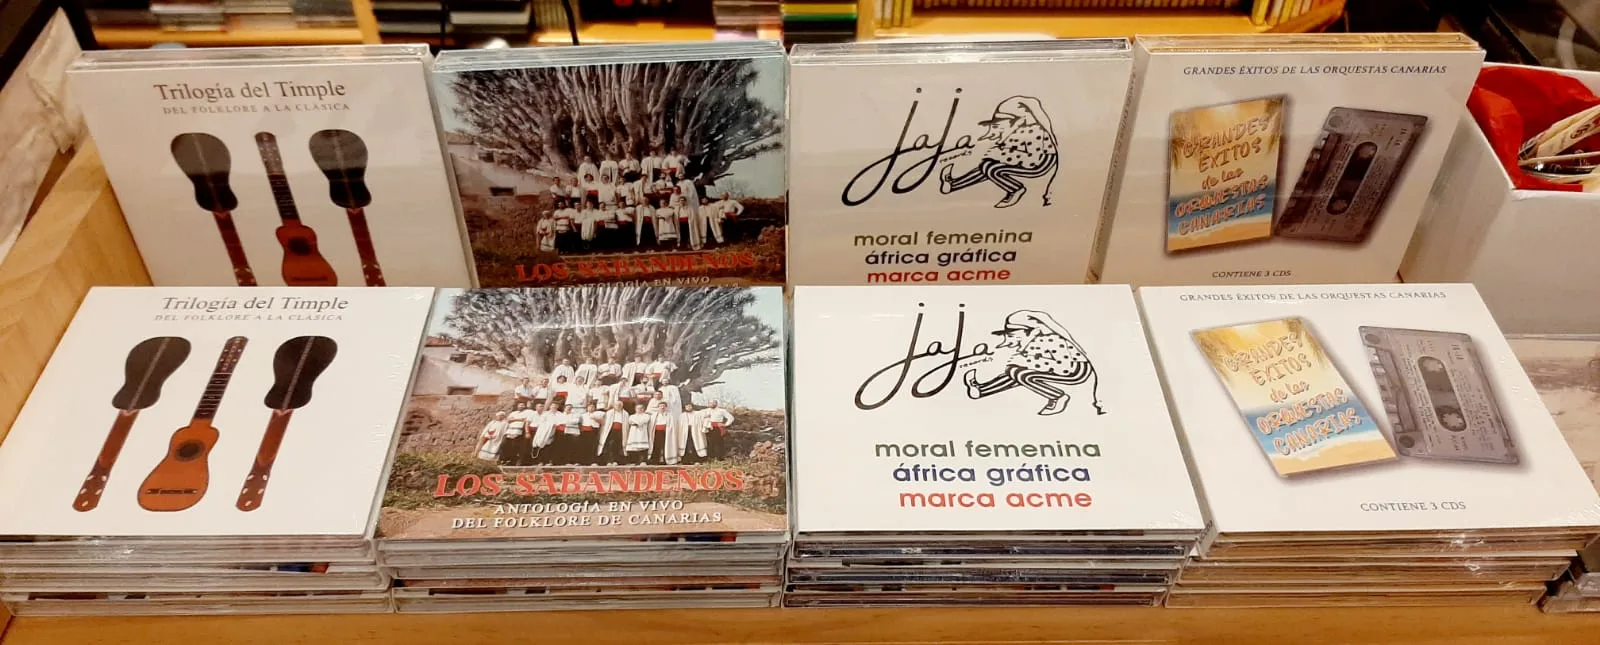 Trilogía del Timple
DEL FOLKLORE A LA CLÁSICA
LOS SABANDEÑOS
ANTOLOGÍA EN VIVO
jaja
records
moral femenina
áfrica gráfica
marca acme
GRANDES ÉXITOS DE LAS ORQUESTAS CANARIAS
GRANDES
ÉXITOS
de las
ORQUESTAS
CANARIAS
CONTIENE 3 CDS
Trilogía del Timple
DEL FOLKLORE A LA CLÁSICA
LOS SABANDEÑOS
ANTOLOGÍA EN VIVO
DEL FOLKLORE DE CANARIAS
jaja
records
moral femenina
áfrica gráfica
marca acme
GRANDES ÉXITOS DE LAS ORQUESTAS CANARIAS
GRANDES
ÉXITOS
de las
ORQUESTAS
CANARIAS
CONTIENE 3 CDS